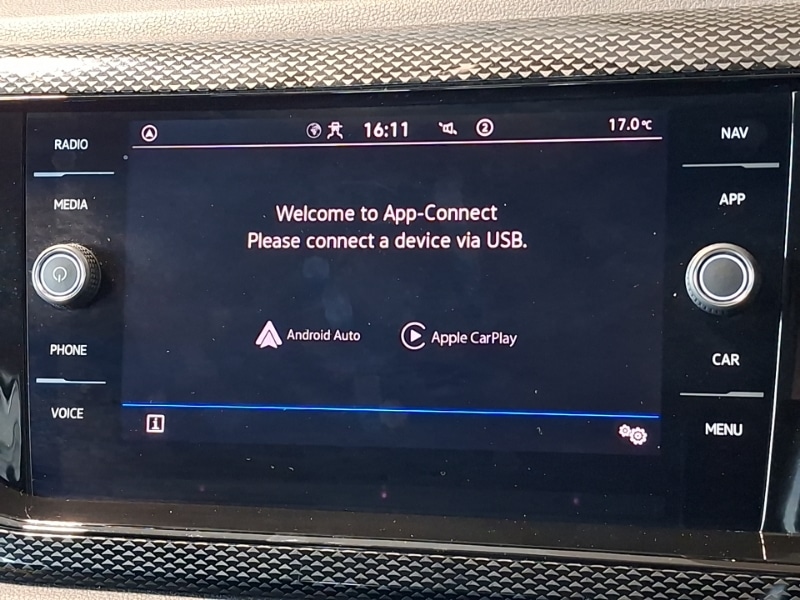 RADIO
MEDIA
PHONE
VOICE
16:11
2
17.0°C
Welcome to App-Connect
Please connect a device via USB.
Android Auto
Apple CarPlay
i
NAV
APP
CAR
MENU